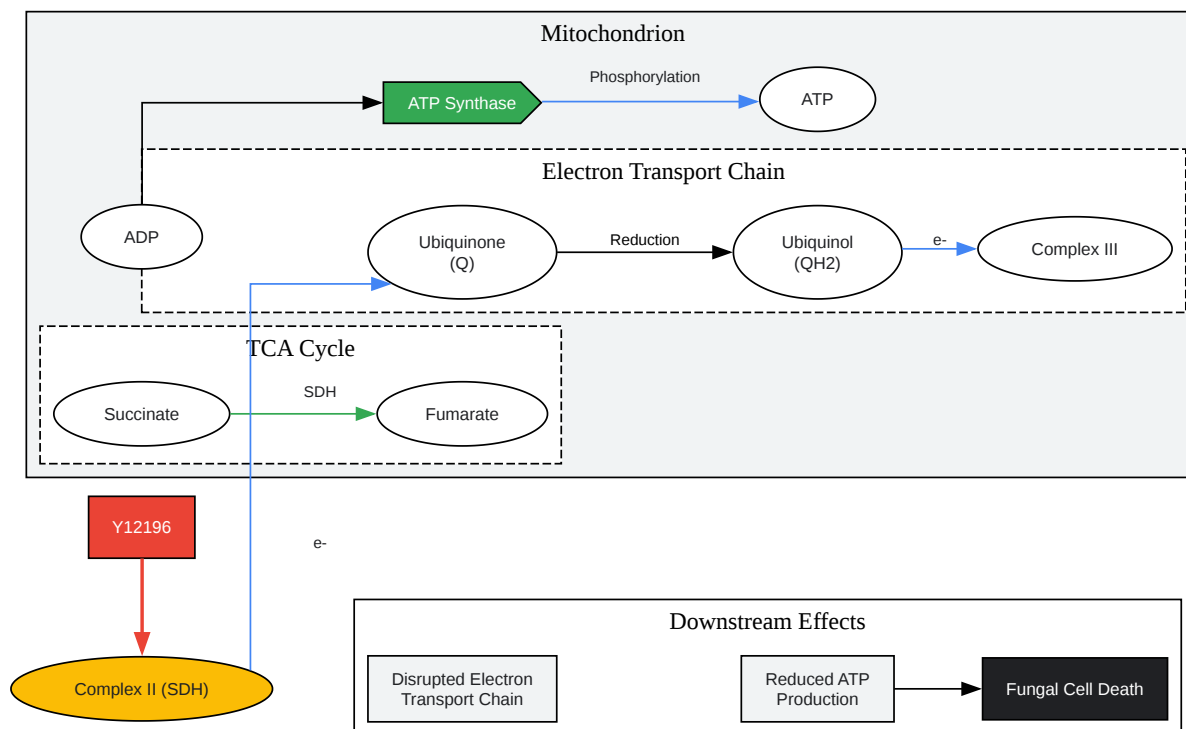 Mitochondrion
Phosphorylation
ATP Synthase
ATP
Electron Transport Chain
ADP
Ubiquinone
(Q)
Reduction
Ubiquinol
(QH2)
e-
Complex III
TCA Cycle
SDH
Succinate
Fumarate
Y12196
e-
Downstream Effects
Complex II (SDH)
Disrupted Electron
Transport Chain
Reduced ATP
Production
Fungal Cell Death